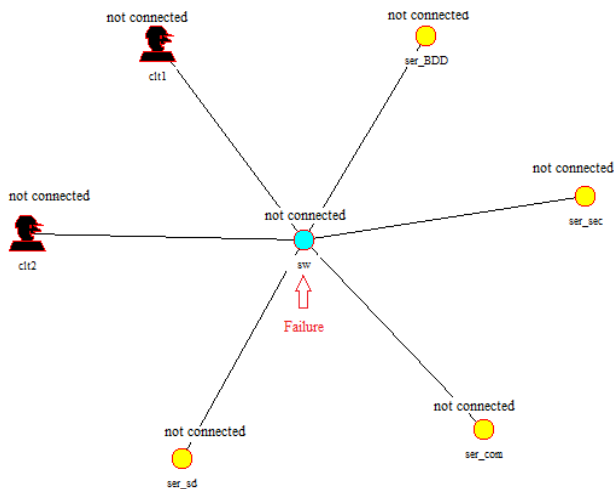 not connected
clt1
not connected
ser_BDD
not connected
ser_sec
not connected
clt2
not connected
sw
Failure
not connected
ser_com
not connected
ser_sd